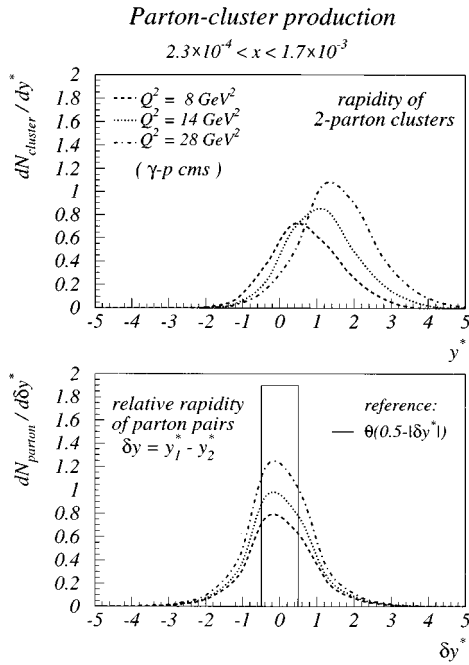 Parton-cluster production
2.3×10⁻⁴ < x < 1.7×10⁻³
dN_cluster / dy*
2
1.8
1.6
1.4
1.2
1
0.8
0.6
0.4
0.2
0
Q² = 8 GeV²
Q² = 14 GeV²
Q² = 28 GeV²
( γ-p cms )
rapidity of
2-parton clusters
-5 -4 -3 -2 -1 0 1 2 3 4 5
y*
dN_parton / dδy*
2
1.8
1.6
1.4
1.2
1
0.8
0.6
0.4
0.2
0
relative rapidity
of parton pairs
δy = y₁* - y₂*
reference:
θ(0.5-|δy*|)
-5 -4 -3 -2 -1 0 1 2 3 4 5
δy*